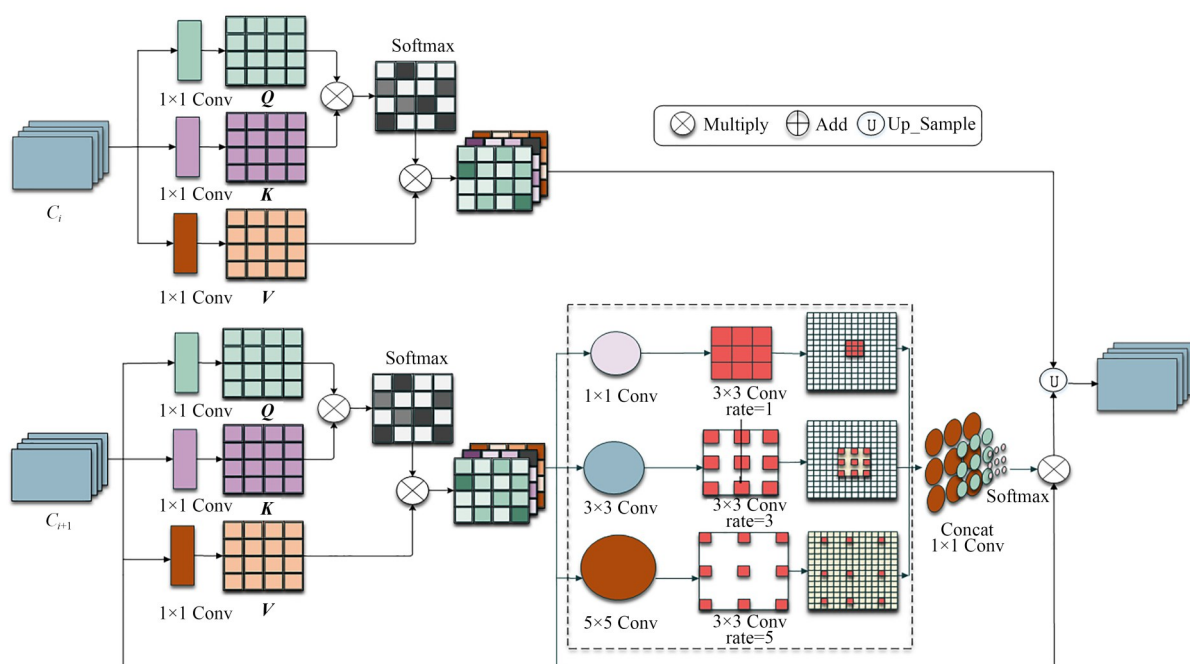 Softmax
1×1 Conv Q
Multiply Add U Up_Sample
1×1 Conv K
C_i
1×1 Conv V
Softmax
1×1 Conv Q
1×1 Conv
3×3 Conv
rate=1
U
1×1 Conv K
C_{i+1}
3×3 Conv
3×3 Conv
rate=3
Softmax
Concat
1×1 Conv
1×1 Conv V
5×5 Conv
3×3 Conv
rate=5